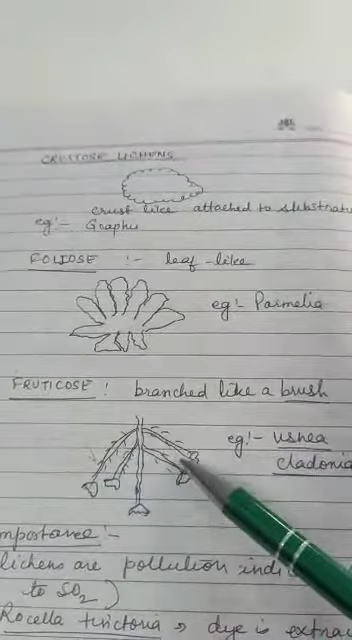 CRUSTOSE LICHENS
crust like attached to substratu
eg:- Graphis
FOLIOSE :- leaf-like
eg:- Parmelia
FRUTICOSE : branched like a brush
eg:- Usnea
Cladonia
mportance :-
lichens are pollution indi
to SO2)
Rocella tinctoria → dye is extra